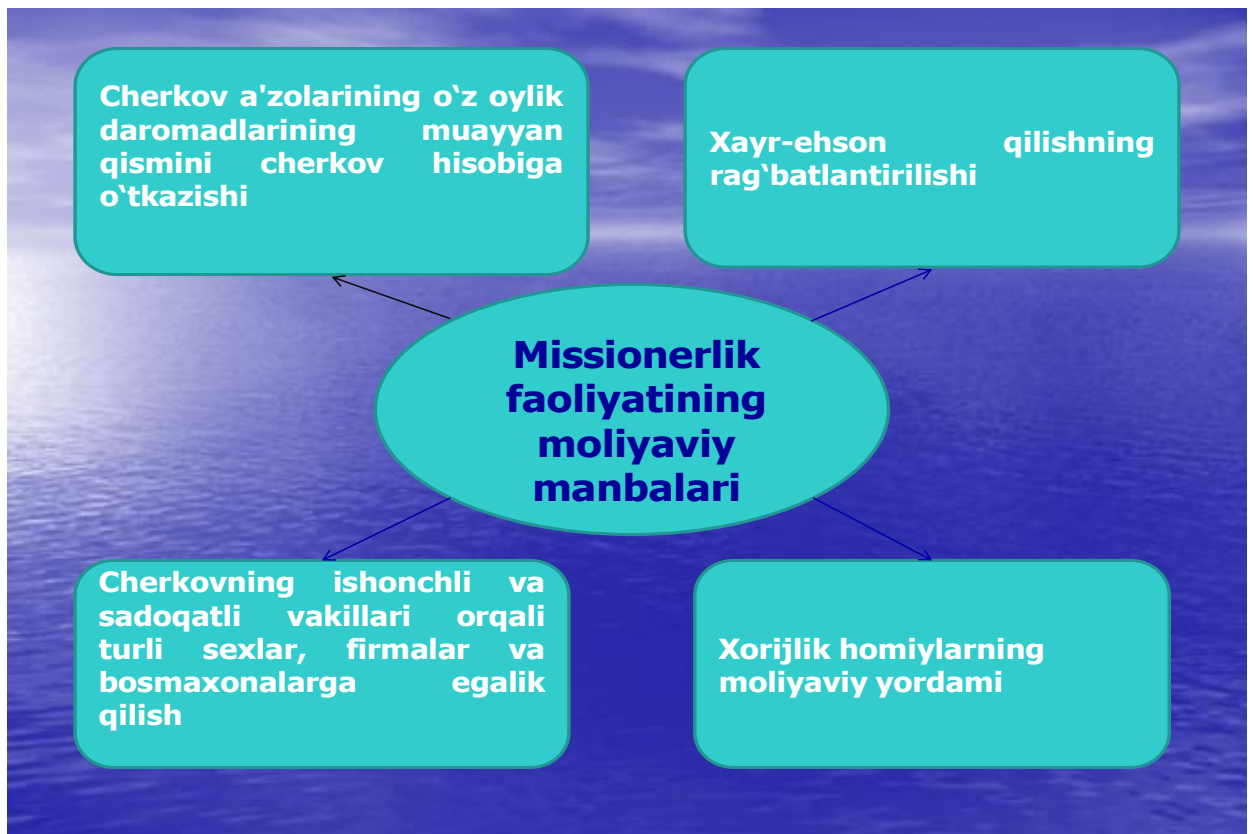 Cherkov a'zolarining o‘z oylik
daromadlarining muayyan
qismini cherkov hisobiga
o‘tkazishi
Xayr-ehson qilishning
rag‘batlantirilishi
Missionerlik
faoliyatining
moliyaviy
manbalari
Cherkovning ishonchli va
sadoqatli vakillari orqali
turli sexlar, firmalar va
bosmaxonalarga egalik
qilish
Xorijlik homiylarning
moliyaviy yordami